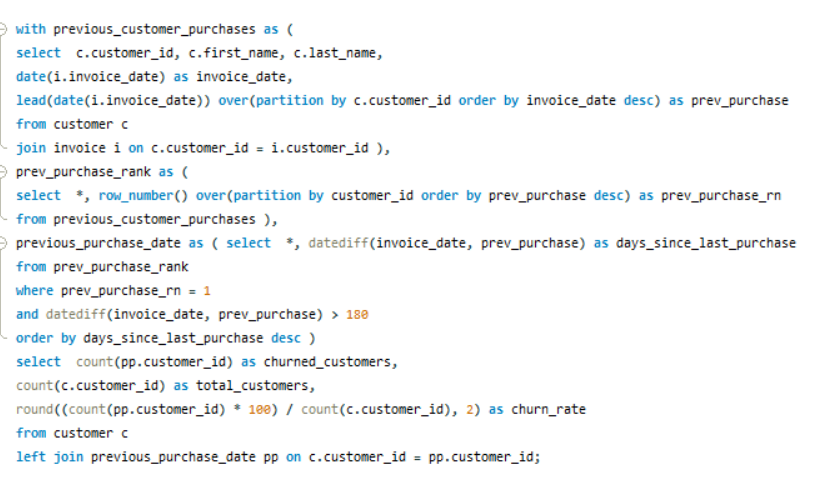 with previous_customer_purchases as (
select  c.customer_id, c.first_name, c.last_name,
date(i.invoice_date) as invoice_date,
lead(date(i.invoice_date)) over(partition by c.customer_id order by invoice_date desc) as prev_purchase
from customer c
join invoice i on c.customer_id = i.customer_id ),
prev_purchase_rank as (
select  *, row_number() over(partition by customer_id order by prev_purchase desc) as prev_purchase_rn
from previous_customer_purchases ),
previous_purchase_date as ( select  *, datediff(invoice_date, prev_purchase) as days_since_last_purchase
from prev_purchase_rank
where prev_purchase_rn = 1
and datediff(invoice_date, prev_purchase) > 180
order by days_since_last_purchase desc )
select  count(pp.customer_id) as churned_customers,
count(c.customer_id) as total_customers,
round((count(pp.customer_id) * 100) / count(c.customer_id), 2) as churn_rate
from customer c
left join previous_purchase_date pp on c.customer_id = pp.customer_id;